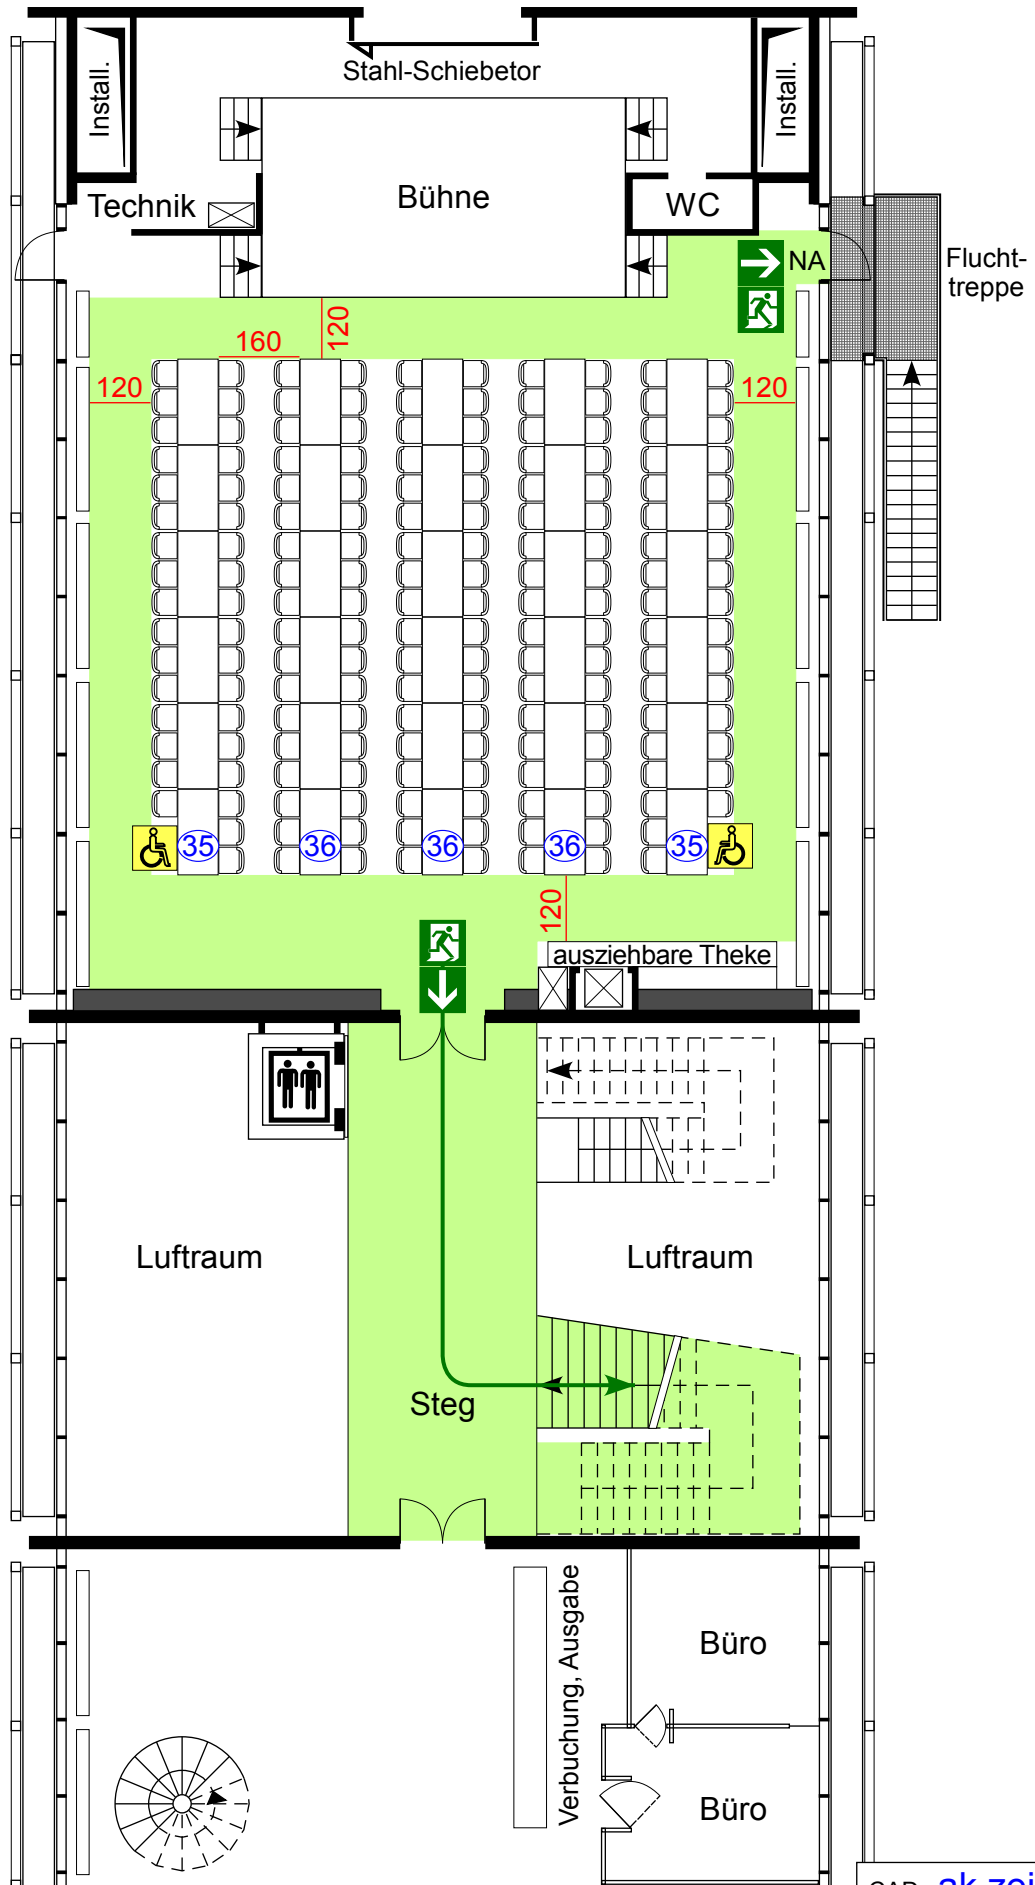 Stahl-Schiebetor
Install.
Install.
Technik
Bühne
WC
NA
Flucht-
treppe
120
160
120
120
35
36
36
36
35
120
ausziehbare Theke
Luftraum
Luftraum
Steg
Verbuchung, Ausgabe
Büro
Büro